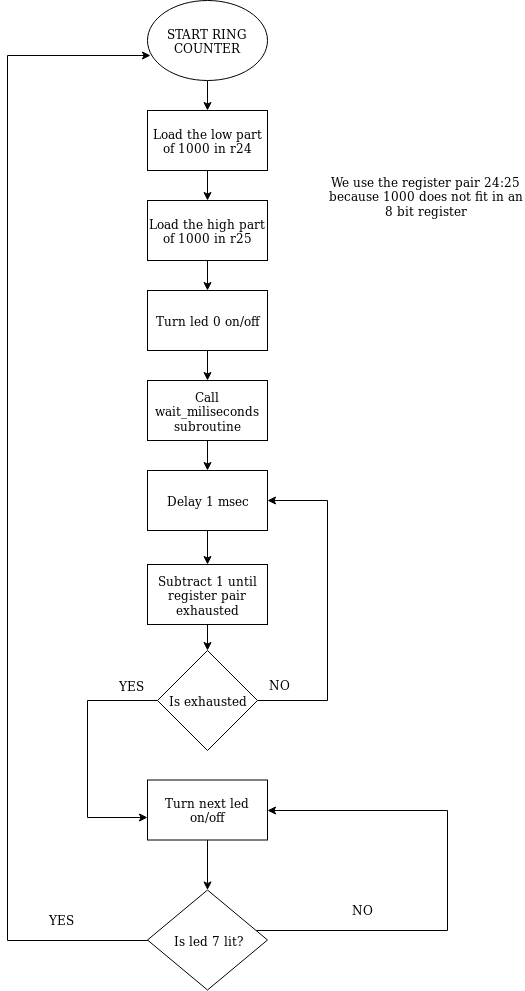 START RING
COUNTER
Load the low part
of 1000 in r24
We use the register pair 24:25
because 1000 does not fit in an
8 bit register
Load the high part
of 1000 in r25
Turn led 0 on/off
Call
wait_miliseconds
subroutine
Delay 1 msec
Subtract 1 until
register pair
exhausted
YES
NO
Is exhausted
Turn next led
on/off
YES
NO
Is led 7 lit?